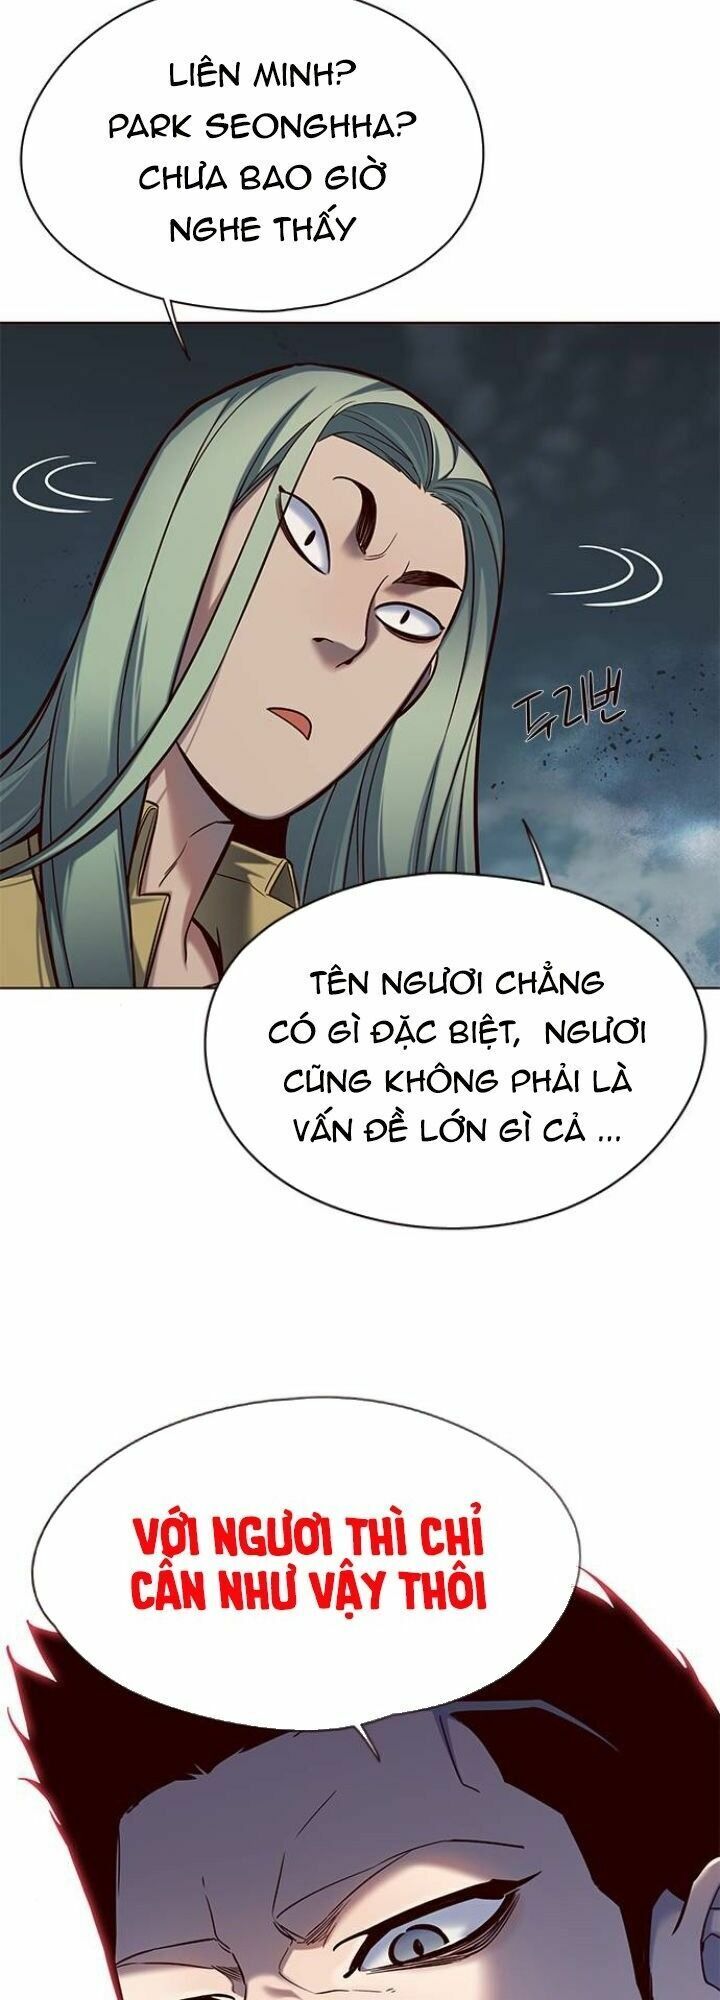 LIÊN MINH?
PARK SEONGHHA?
CHƯA BAO GIỜ
NGHE THẤY
두리번
TÊN NGƯƠI CHẲNG
CÓ GÌ ĐẶC BIỆT, NGƯƠI
CŨNG KHÔNG PHẢI LÀ
VẤN ĐỀ LỚN GÌ CẢ ...
VỚI NGƯƠI THÌ CHỈ
CẦN NHƯ VẬY THÔI